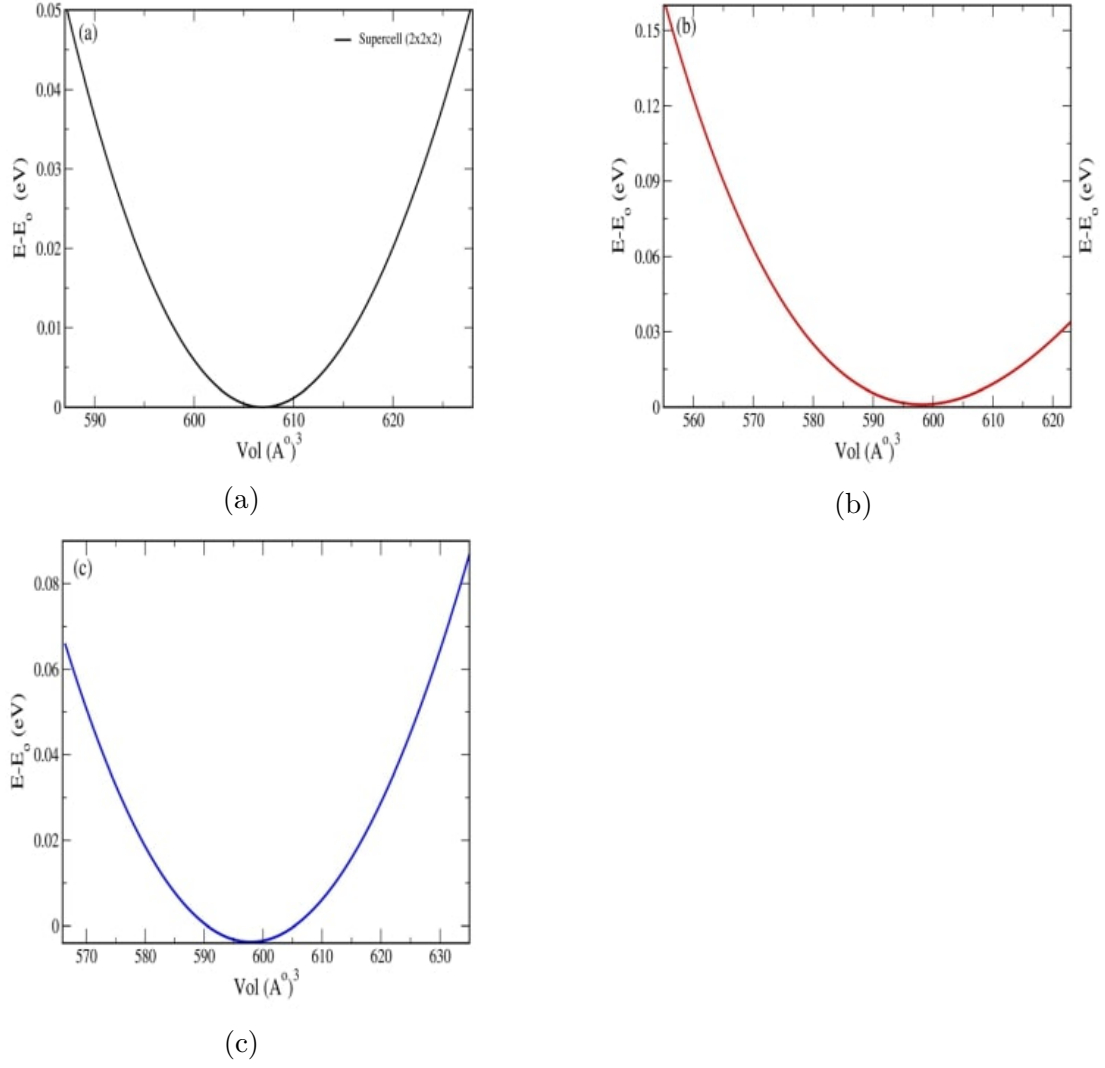 (a)
Supercell (2x2x2)
0.05
0.04
0.03
0.02
0.01
0
E-E_o (eV)
590 600 610 620
Vol (A^o)^3
(a)
(b)
0.15
0.12
0.09
0.06
0.03
0
E-E_o (eV)
E-E_o (eV)
560 570 580 590 600 610 620
Vol (A^o)^3
(b)
(c)
0.08
0.06
0.04
0.02
0
E-E_o (eV)
570 580 590 600 610 620 630
Vol (A^o)^3
(c)